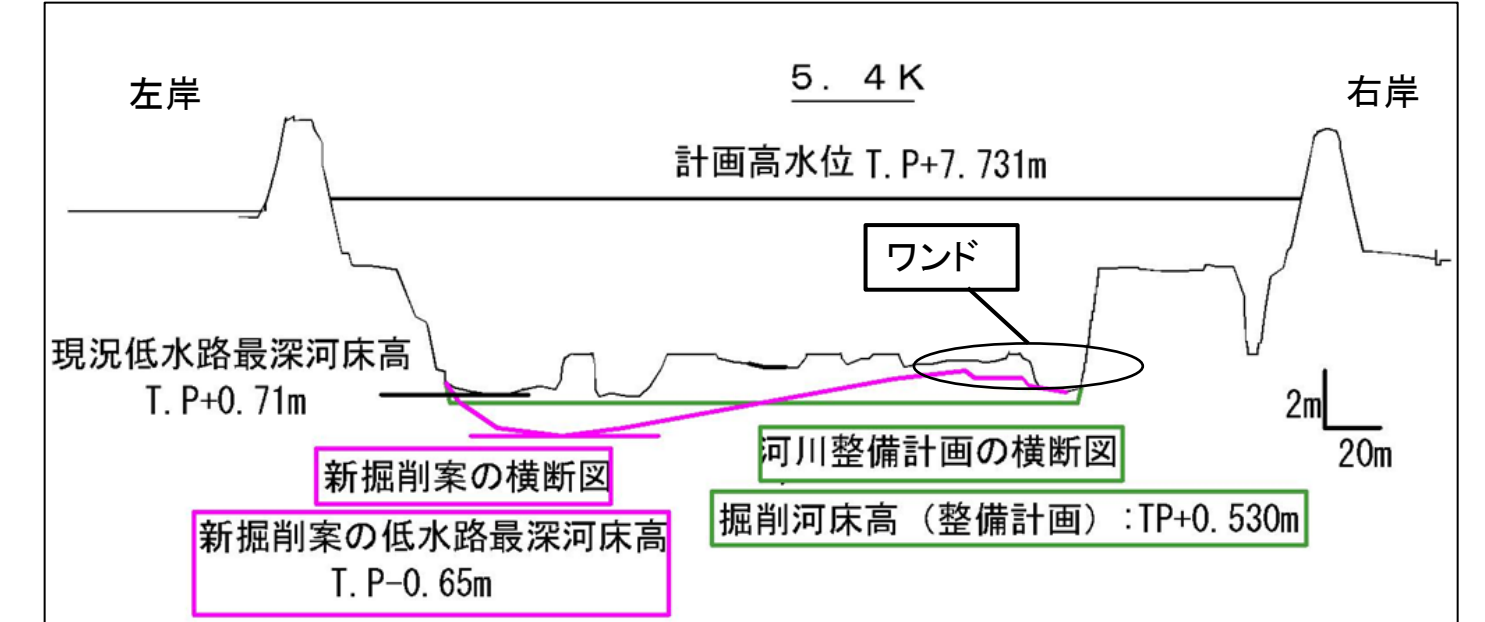 左岸
5. 4K
右岸
計画高水位 T.P+7.731m
ワンド
現況低水路最深河床高
T.P+0.71m
2m
20m
新掘削案の横断図
河川整備計画の横断図
掘削河床高（整備計画）:TP+0.530m
新掘削案の低水路最深河床高
T.P-0.65m